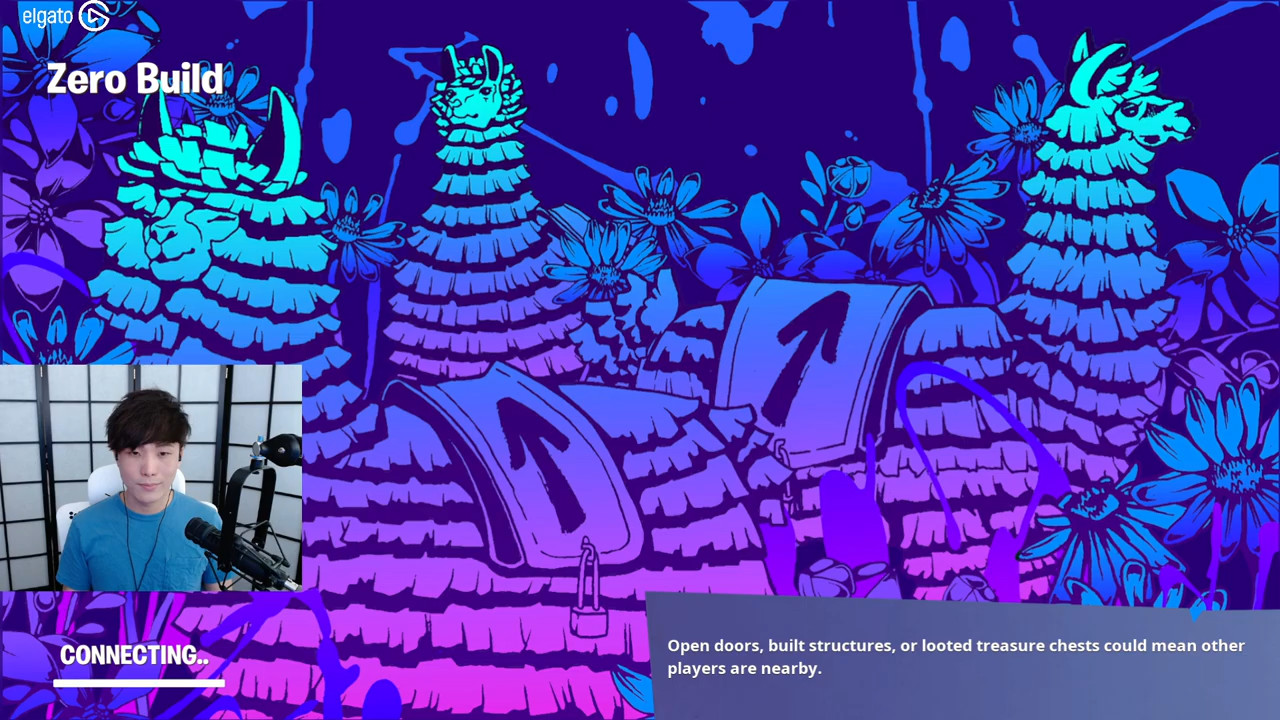 elgato
Zero Build
CONNECTING..
Open doors, built structures, or looted treasure chests could mean other
players are nearby.